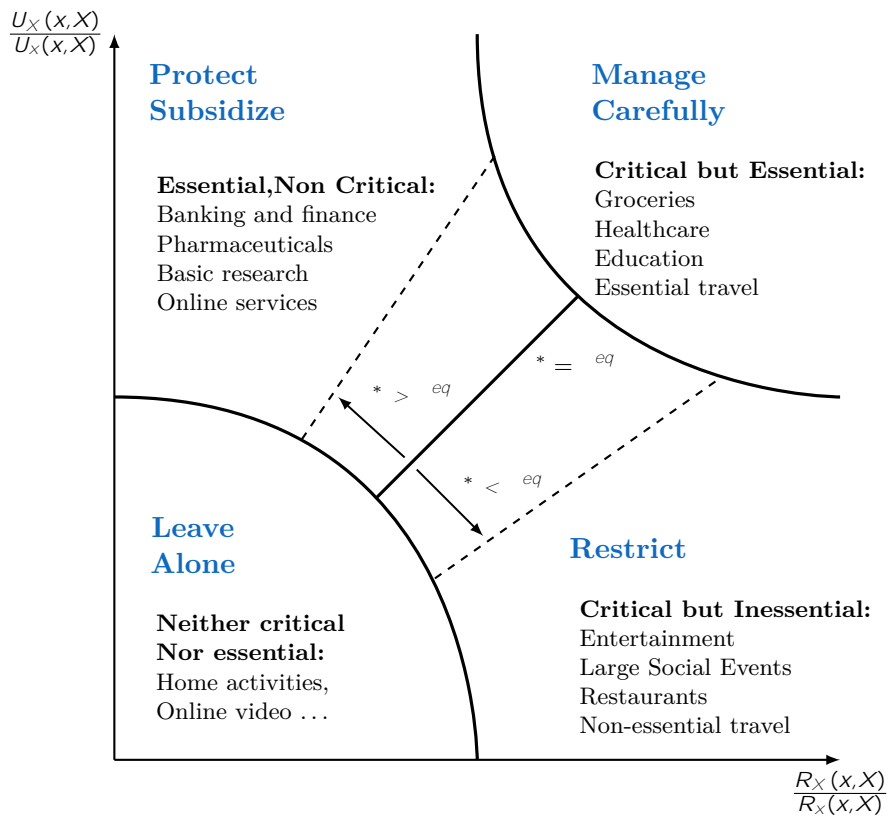 U_X(x,X)
U_x(x,X)
Protect
Subsidize
Manage
Carefully
Essential,Non Critical:
Banking and finance
Pharmaceuticals
Basic research
Online services
Critical but Essential:
Groceries
Healthcare
Education
Essential travel
* = eq
* > eq
* < eq
Leave
Alone
Restrict
Neither critical
Nor essential:
Home activities,
Online video ...
Critical but Inessential:
Entertainment
Large Social Events
Restaurants
Non-essential travel
R_X(x,X)
R_x(x,X)